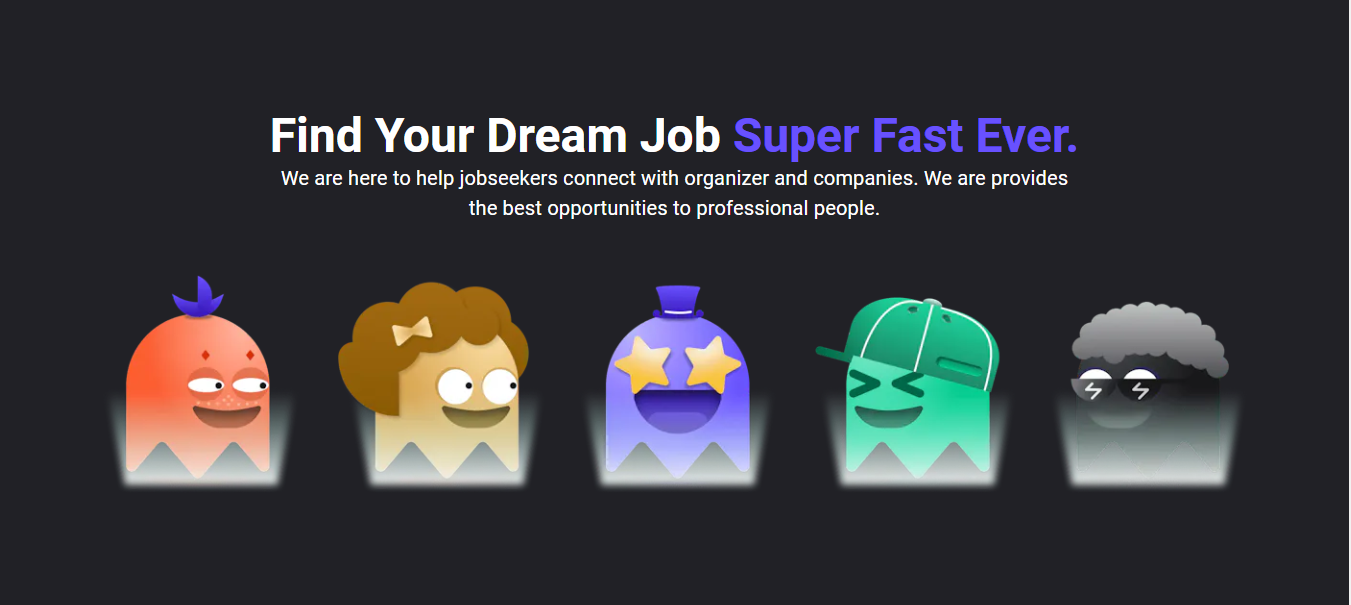 Find Your Dream Job Super Fast Ever.
We are here to help jobseekers connect with organizer and companies. We are provides
the best opportunities to professional people.